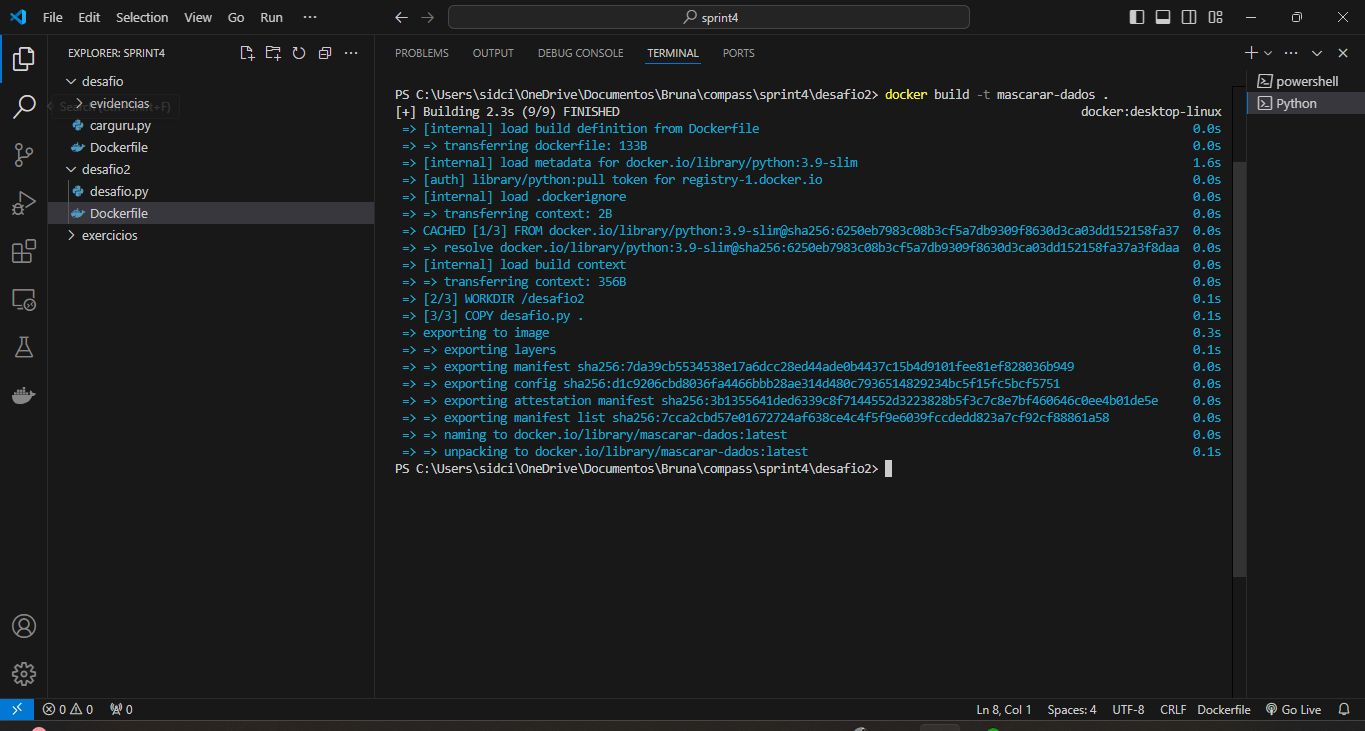 File Edit Selection View Go Run ··· sprint4
EXPLORER: SPRINT4
desafio
evidencias
carguru.py
Dockerfile
desafio2
desafio.py
Dockerfile
exercicios
PROBLEMS OUTPUT DEBUG CONSOLE TERMINAL PORTS
powershell
Python
PS C:\Users\sidci\OneDrive\Documentos\Bruna\compass\sprint4\desafio2> docker build -t mascarar-dados .
[+] Building 2.3s (9/9) FINISHED docker:desktop-linux
=> [internal] load build definition from Dockerfile 0.0s
=> => transferring dockerfile: 133B 0.0s
=> [internal] load metadata for docker.io/library/python:3.9-slim 1.6s
=> [auth] library/python:pull token for registry-1.docker.io 0.0s
=> [internal] load .dockerignore 0.0s
=> => transferring context: 2B 0.0s
=> CACHED [1/3] FROM docker.io/library/python:3.9-slim@sha256:6250eb7983c08b3cf5a7db9309f8630d3ca03dd152158fa37 0.0s
=> => resolve docker.io/library/python:3.9-slim@sha256:6250eb7983c08b3cf5a7db9309f8630d3ca03dd152158fa37a3f8daa 0.0s
=> [internal] load build context 0.0s
=> => transferring context: 356B 0.0s
=> [2/3] WORKDIR /desafio2 0.1s
=> [3/3] COPY desafio.py . 0.1s
=> exporting to image 0.3s
=> => exporting layers 0.1s
=> => exporting manifest sha256:7da39cb5534538e17a6dcc28ed44ade0b4437c15b4d9101fee81ef828036b949 0.0s
=> => exporting config sha256:d1c9206cbd8036fa4466bbb28ae314d480c7936514829234bc5f15fc5bcf5751 0.0s
=> => exporting attestation manifest sha256:3b1355641ded6339c8f7144552d3223828b5f3c7c8e7bf460646c0ee4b01de5e 0.0s
=> => exporting manifest list sha256:7cca2cbd57e01672724af638ce4c4f5f9e6039fccdedd823a7cf92cf88861a58 0.0s
=> => naming to docker.io/library/mascarar-dados:latest 0.0s
=> => unpacking to docker.io/library/mascarar-dados:latest 0.1s
PS C:\Users\sidci\OneDrive\Documentos\Bruna\compass\sprint4\desafio2>
0 0 0 Ln 8, Col 1 Spaces: 4 UTF-8 CRLF Dockerfile Go Live